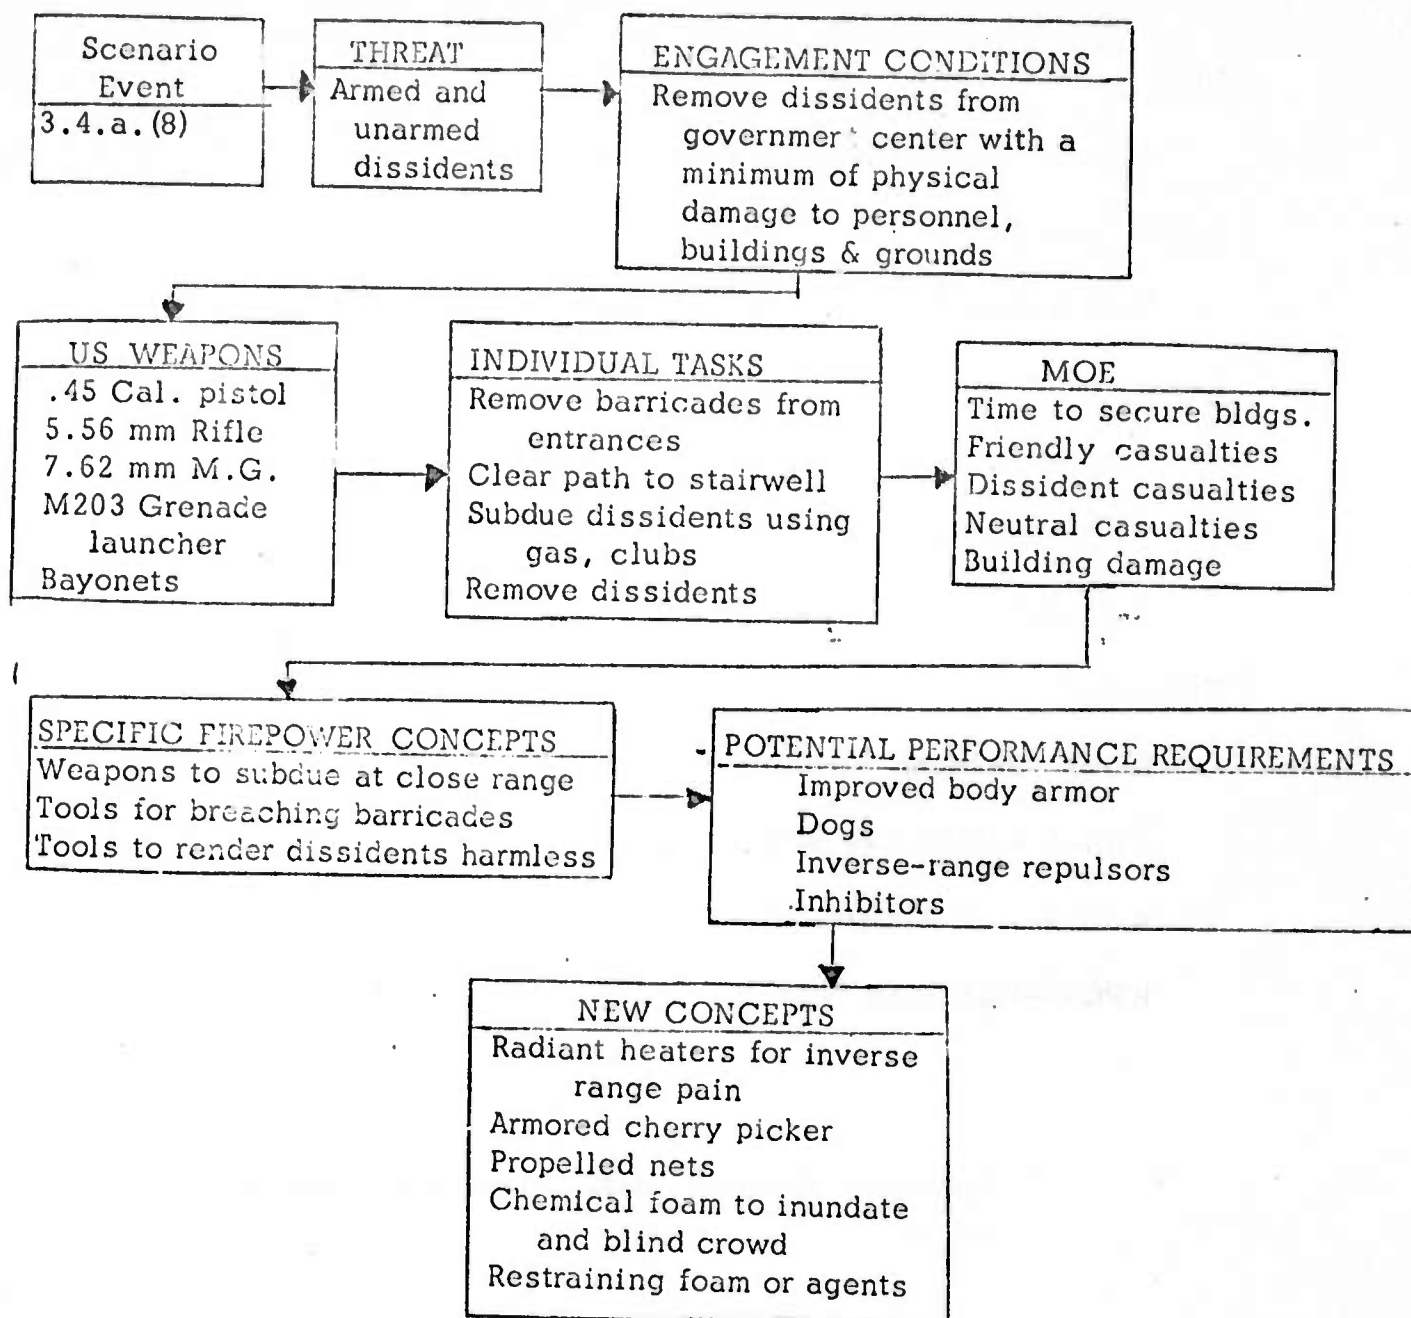 Scenario
Event
3.4.a.(8)
THREAT
Armed and
unarmed
dissidents
ENGAGEMENT CONDITIONS
Remove dissidents from
government center with a
minimum of physical
damage to personnel,
buildings & grounds
US WEAPONS
.45 Cal. pistol
5.56 mm Rifle
7.62 mm M.G.
M203 Grenade
launcher
Bayonets
INDIVIDUAL TASKS
Remove barricades from
entrances
Clear path to stairwell
Subdue dissidents using
gas, clubs
Remove dissidents
MOE
Time to secure bldgs.
Friendly casualties
Dissident casualties
Neutral casualties
Building damage
SPECIFIC FIREPOWER CONCEPTS
Weapons to subdue at close range
Tools for breaching barricades
Tools to render dissidents harmless
POTENTIAL PERFORMANCE REQUIREMENTS
Improved body armor
Dogs
Inverse-range repulsors
Inhibitors
NEW CONCEPTS
Radiant heaters for inverse
range pain
Armored cherry picker
Propelled nets
Chemical foam to inundate
and blind crowd
Restraining foam or agents